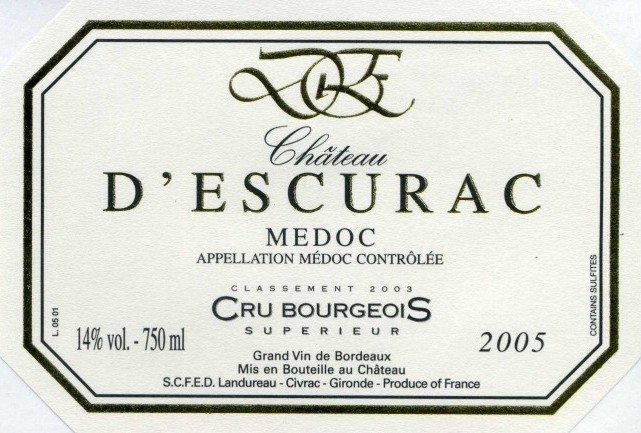 Château
D'ESCURAC
MEDOC
APPELLATION MÉDOC CONTRÔLÉE
CLASSEMENT 2003
CRU BOURGEOIS
SUPERIEUR
14% vol. - 750 ml
2005
Grand Vin de Bordeaux
Mis en Bouteille au Château
S.C.F.E.D. Landureau - Civrac - Gironde - Produce of France
L 05 01
CONTAINS SULFITES